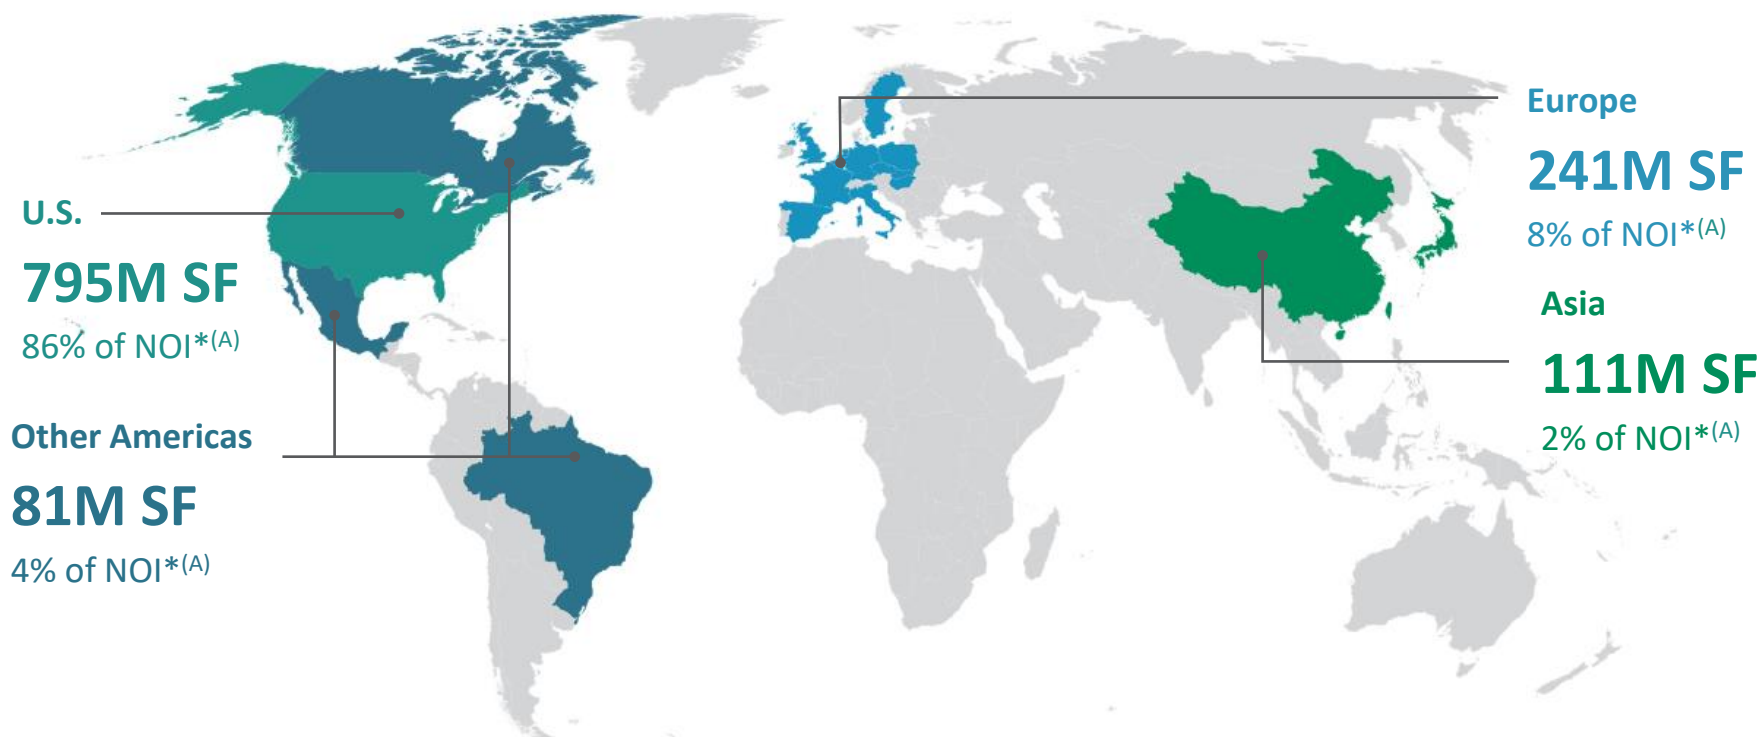 U.S.
795M SF
86% of NOI*(A)
Other Americas
81M SF
4% of NOI*(A)
Europe
241M SF
8% of NOI*(A)
Asia
111M SF
2% of NOI*(A)